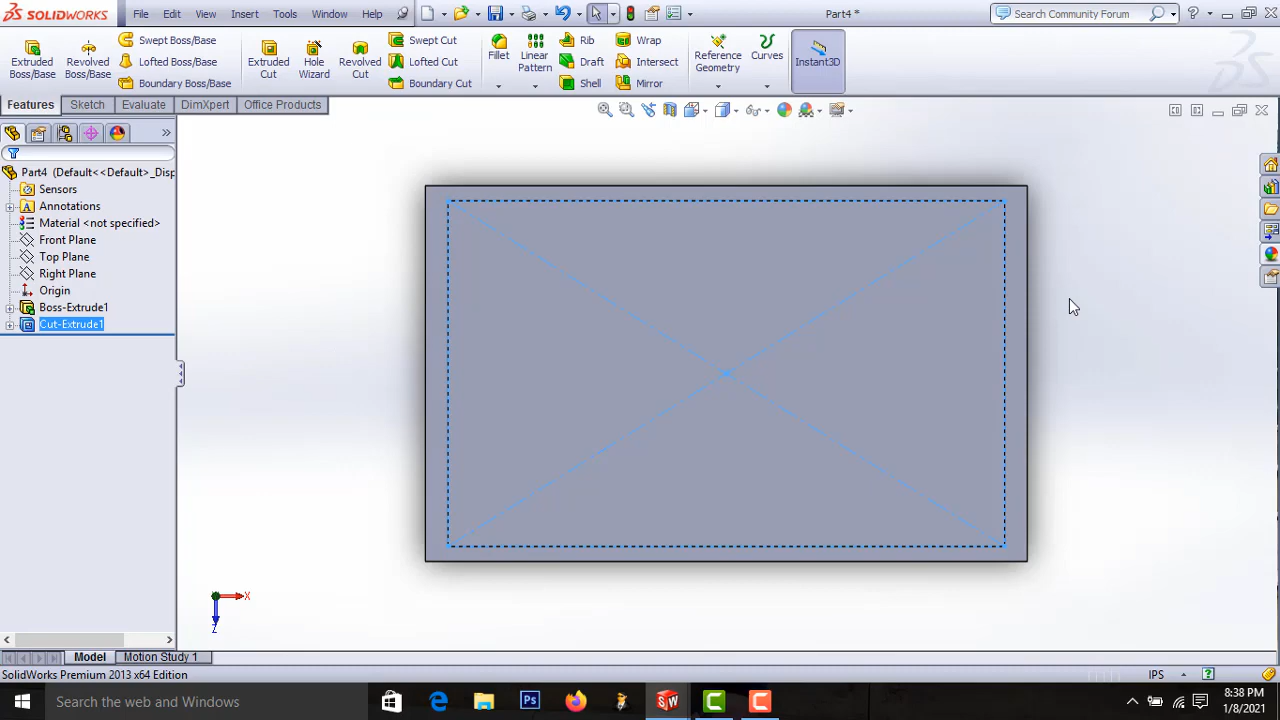 SOLIDWORKS File Edit View Insert Tools Window Help Part4 * Search Community Forum
Extruded Boss/Base Revolved Boss/Base Swept Boss/Base Lofted Boss/Base Boundary Boss/Base Extruded Cut Hole Wizard Revolved Cut Swept Cut Lofted Cut Boundary Cut Fillet Linear Pattern Rib Draft Shell Wrap Intersect Mirror Reference Geometry Curves Instant3D
Features Sketch Evaluate DimXpert Office Products
Part4 (Default<<Default>_Disp
Sensors
Annotations
Material <not specified>
Front Plane
Top Plane
Right Plane
Origin
Boss-Extrude1
Cut-Extrude1
X
Z
Model Motion Study 1
SolidWorks Premium 2013 x64 Edition IPS
Search the web and Windows 8:38 PM
1/8/2021